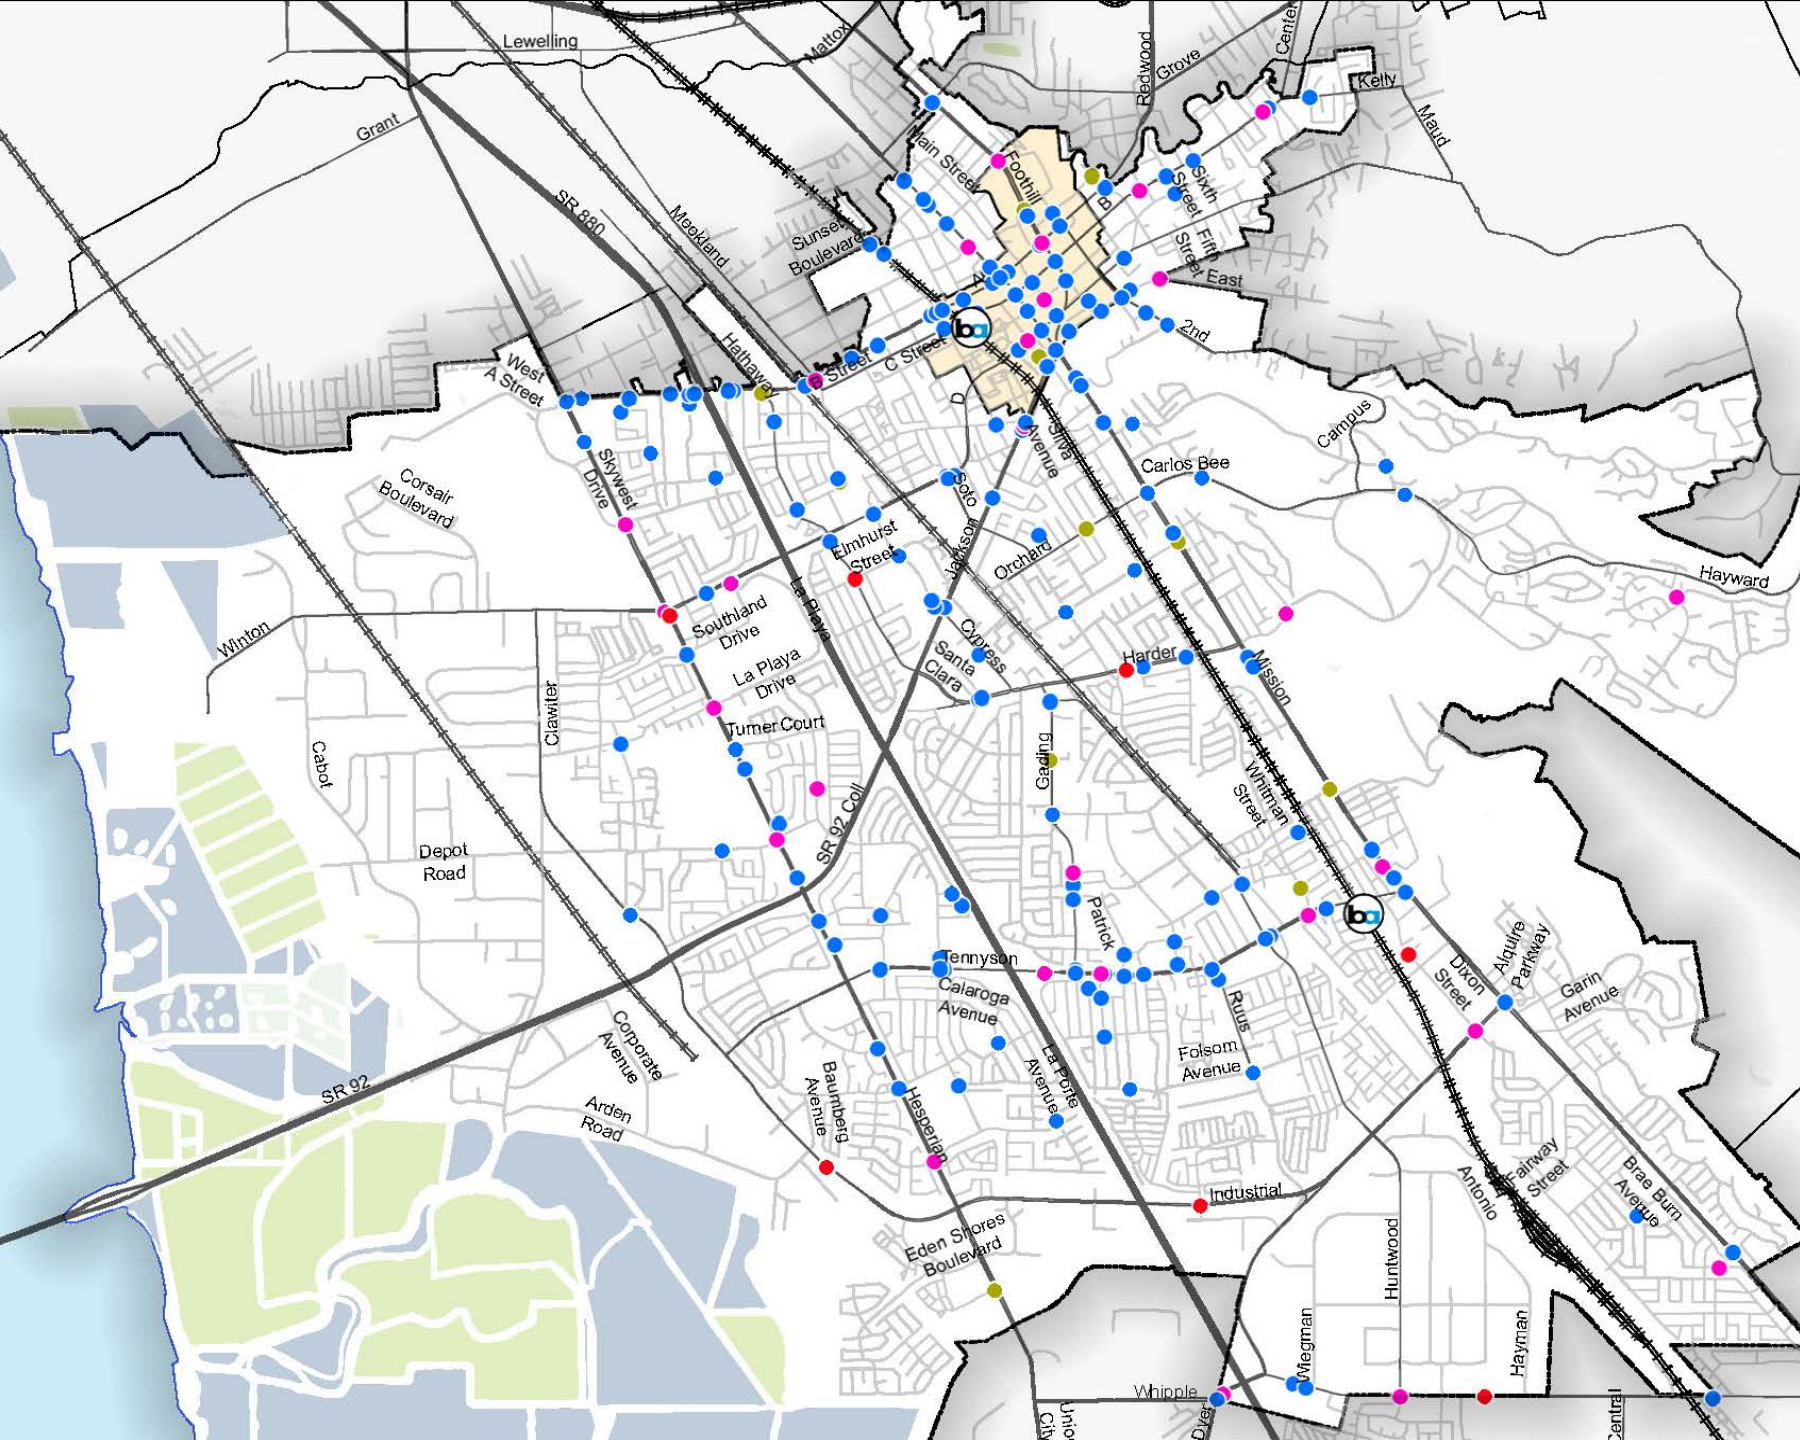 Lewelling
Mattox
Redwood
Grove
Center
Kelly
Maud
Grant
SR 880
Meekland
Main Street
Foothill
B
Sixth
Street
Fifth
Street
East
Sunset
Boulevard
A
2nd
West
A Street
Hathaway
B Street
C Street
D
ba
Campus
Carlos Bee
Silva
Avenue
Soto
Skywest
Drive
Corsair
Boulevard
Elmhurst
Street
Jackson
Orchard
Hayward
La Playa
Winton
Southland
Drive
Cypress
Santa
Clara
Harder
Mission
La Playa
Drive
Turner Court
Clawiter
Cabot
Gading
Whitman
Street
SR 92 Coll
Depot
Road
Patrick
ba
Tennyson
Calaroga
Avenue
Dixon
Street
Alquire
Parkway
Garin
Avenue
Ruus
Folsom
Avenue
Corporate
Avenue
SR 92
Arden
Road
Baumberg
Avenue
Hesperian
La Porte
Avenue
Industrial
Fairway
Street
Antonio
Brae Burn
Avenue
Eden Shores
Boulevard
Huntwood
Wiegman
Hayman
Whipple
Dyer
Union
City
Central